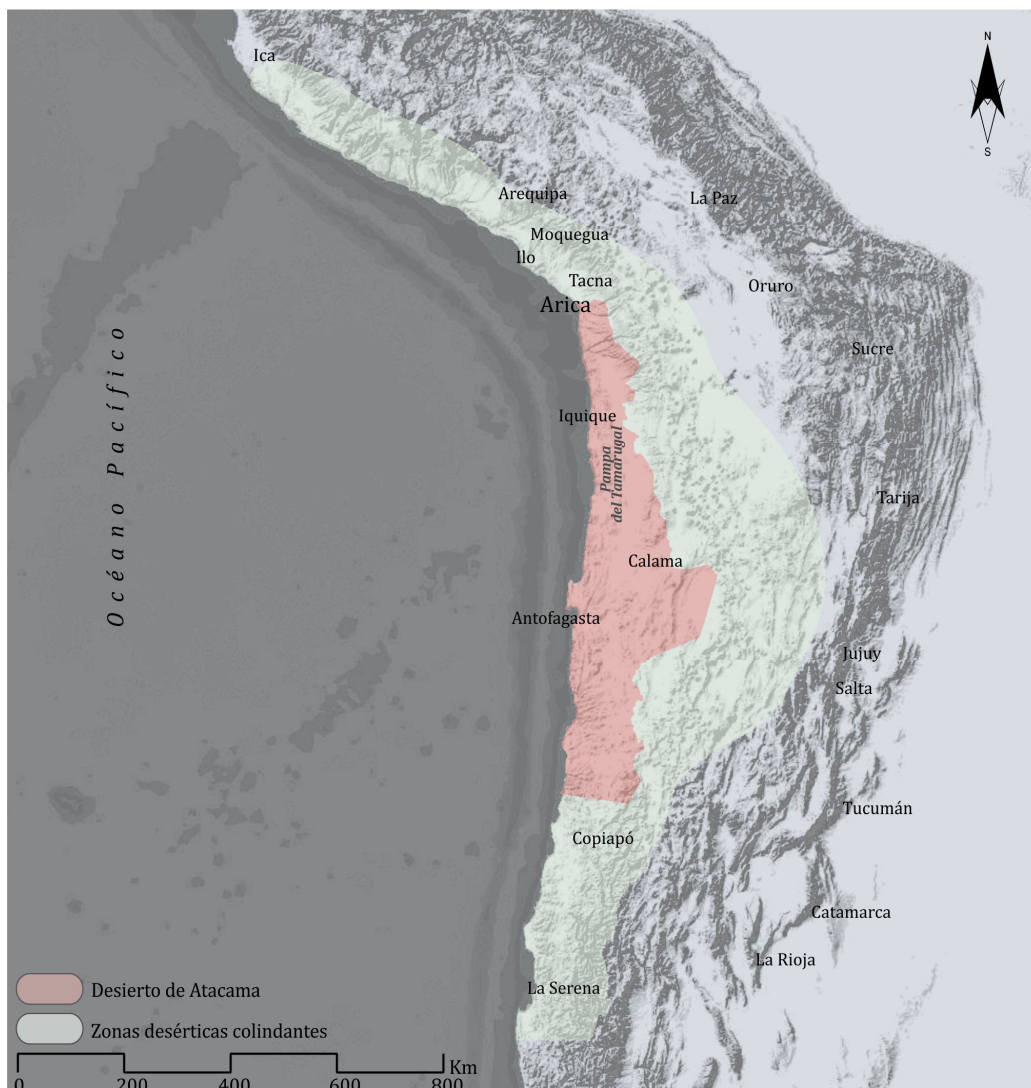 N
S
Ica
Arequipa
La Paz
Moquegua
Ilo
Tacna
Oruro
Arica
Sucre
Iquique
Pampa
del Tamarugal
Tarija
Océano Pacífico
Calama
Antofagasta
Jujuy
Salta
Tucumán
Copiapó
Catamarca
La Rioja
La Serena
Desierto de Atacama
Zonas desérticas colindantes
0 200 400 600 800 Km